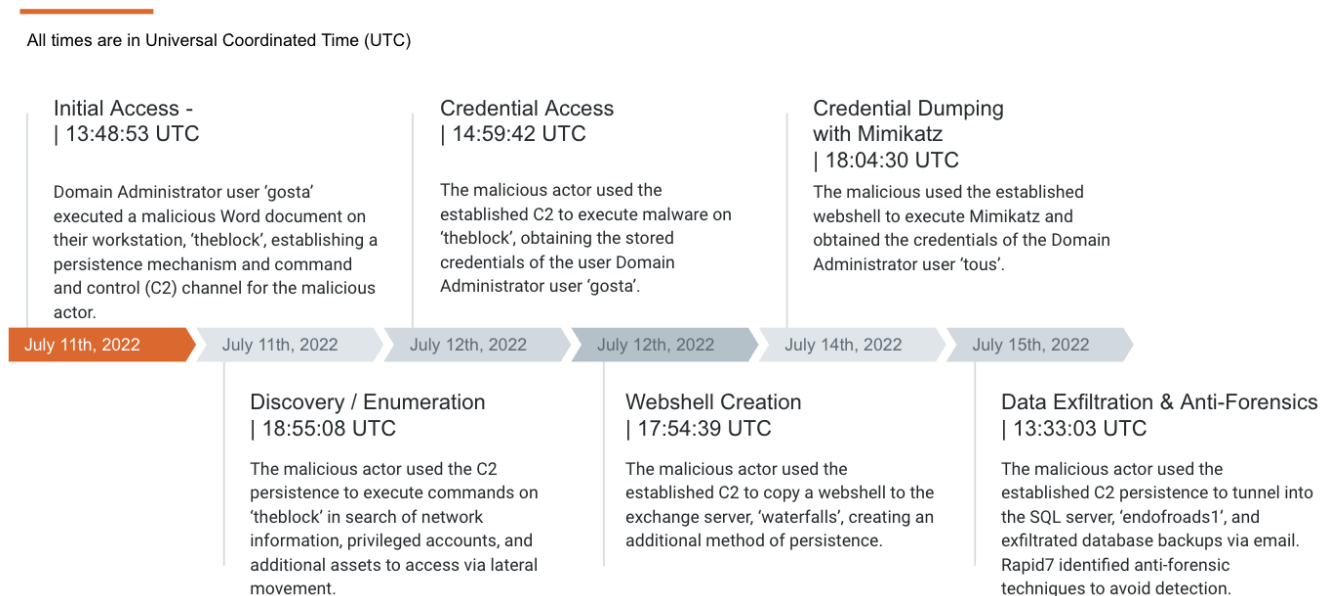 All times are in Universal Coordinated Time (UTC)
Initial Access -
| 13:48:53 UTC
Domain Administrator user ‘gosta’
executed a malicious Word document on
their workstation, ‘theblock’, establishing a
persistence mechanism and command
and control (C2) channel for the malicious
actor.
Credential Access
| 14:59:42 UTC
The malicious actor used the
established C2 to execute malware on
‘theblock’, obtaining the stored
credentials of the user Domain
Administrator user ‘gosta’.
Credential Dumping
with Mimikatz
| 18:04:30 UTC
The malicious used the established
webshell to execute Mimikatz and
obtained the credentials of the Domain
Administrator user ‘tous’.
July 11th, 2022
July 11th, 2022
July 12th, 2022
July 12th, 2022
July 14th, 2022
July 15th, 2022
Discovery / Enumeration
| 18:55:08 UTC
The malicious actor used the C2
persistence to execute commands on
‘theblock’ in search of network
information, privileged accounts, and
additional assets to access via lateral
movement.
Webshell Creation
| 17:54:39 UTC
The malicious actor used the
established C2 to copy a webshell to the
exchange server, ‘waterfalls’, creating an
additional method of persistence.
Data Exfiltration & Anti-Forensics
| 13:33:03 UTC
The malicious actor used the
established C2 persistence to tunnel into
the SQL server, ‘endofroads1’, and
exfiltrated database backups via email.
Rapid7 identified anti-forensic
techniques to avoid detection.